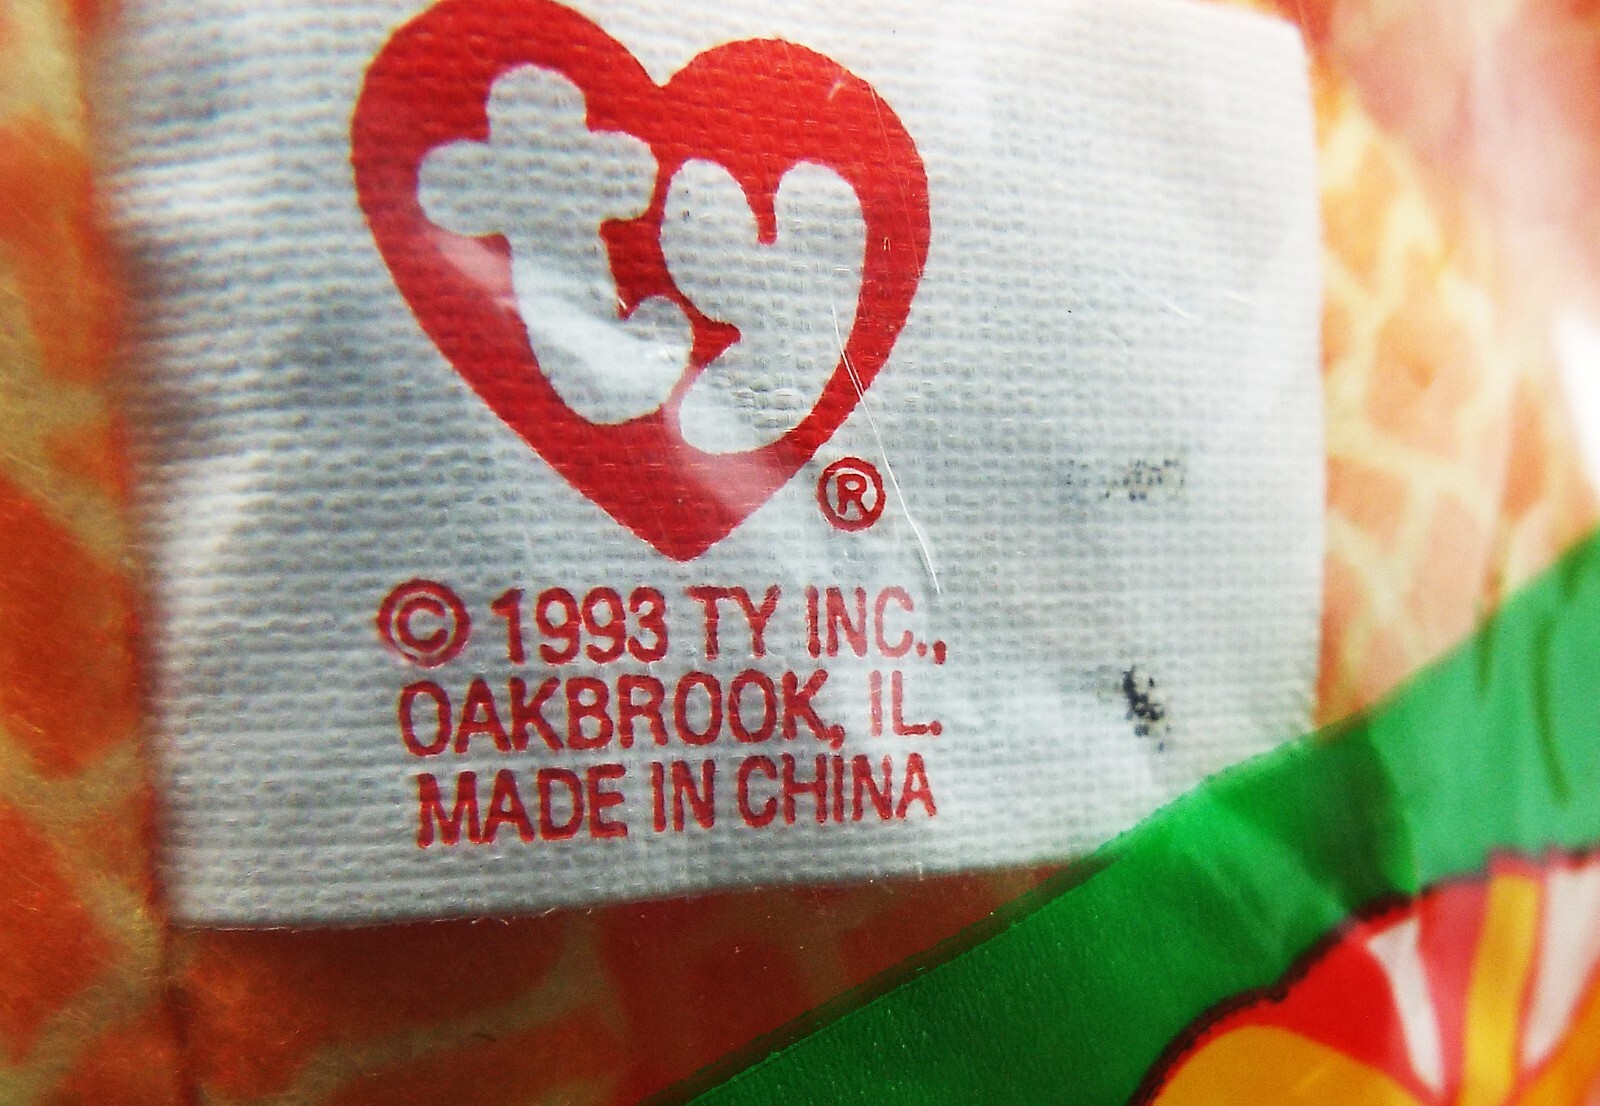 ty
®
© 1993 TY INC.,
OAKBROOK, IL.
MADE IN CHINA